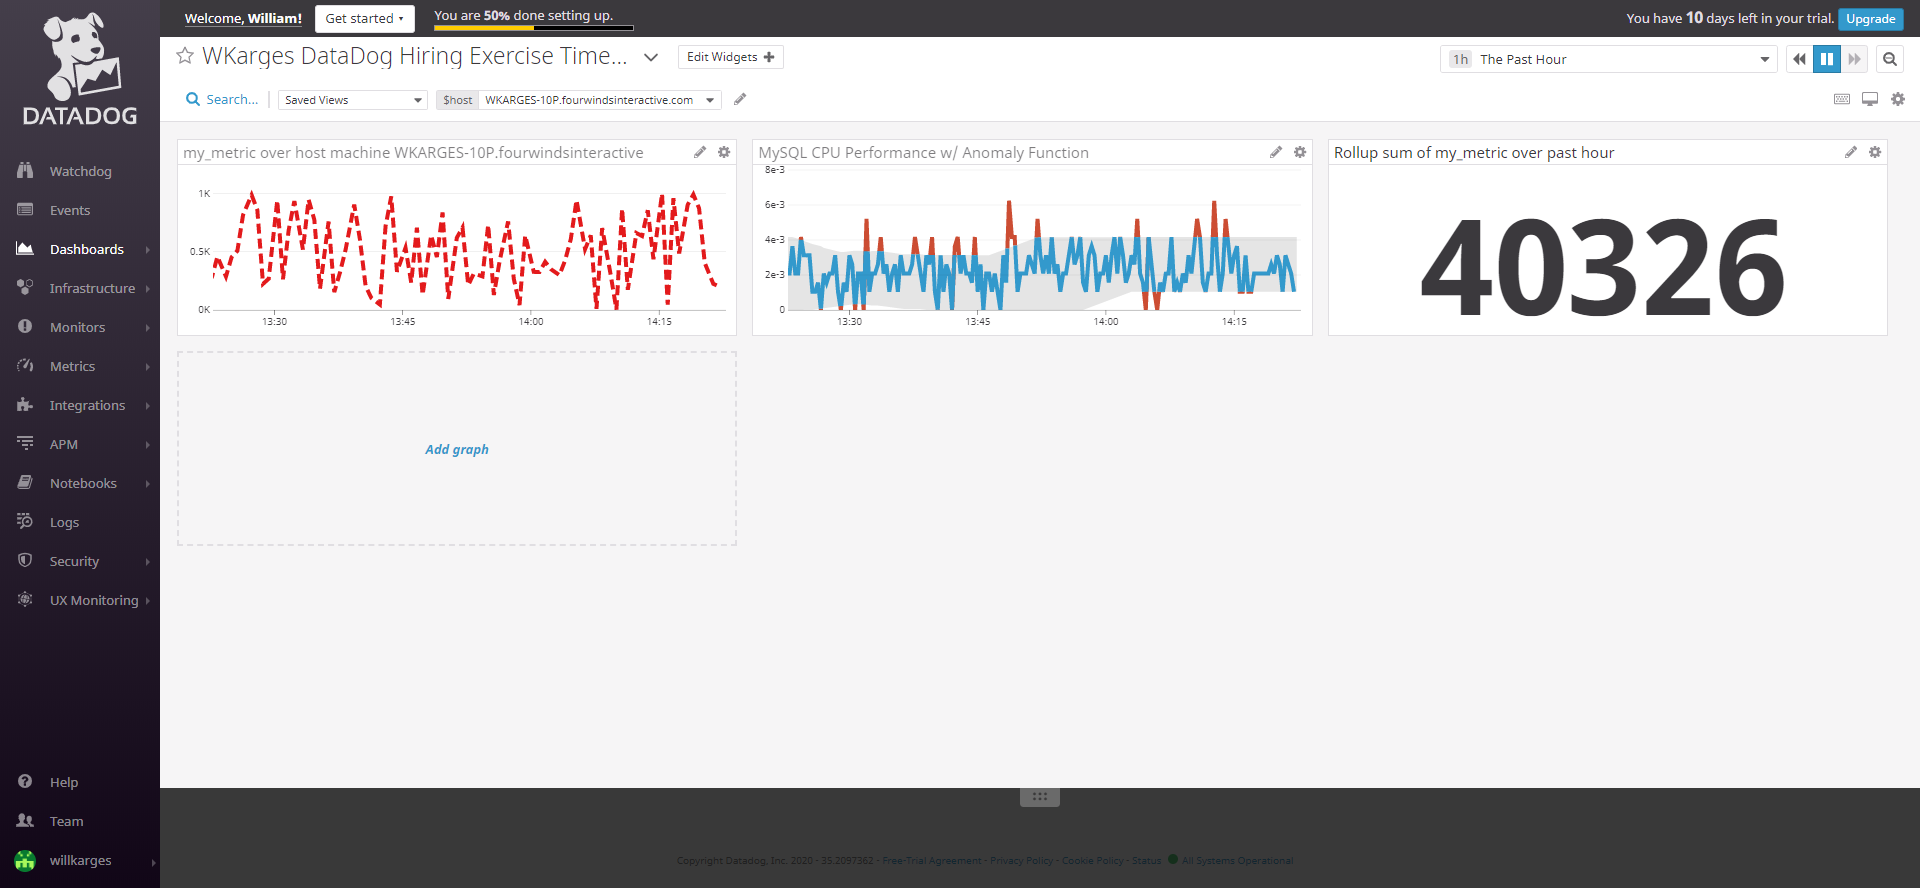 Welcome, William!
Get started
You are 50% done setting up.
You have 10 days left in your trial.
Upgrade
DATADOG
Watchdog
Events
Dashboards
Infrastructure
Monitors
Metrics
Integrations
APM
Notebooks
Logs
Security
UX Monitoring
Help
Team
willkarges
WKarges DataDog Hiring Exercise Time...
Edit Widgets
1h The Past Hour
Search...
Saved Views
$host WKARGES-10P.fourwindsinteractive.com
my_metric over host machine WKARGES-10P.fourwindsinteractive
1K
0.5K
0K
13:30 13:45 14:00 14:15
MySQL CPU Performance w/ Anomaly Function
8e-3
6e-3
4e-3
2e-3
0
13:30 13:45 14:00 14:15
Rollup sum of my_metric over past hour
40326
Add graph
Copyright Datadog, Inc. 2020 - 35.2097362 - Free-Trial Agreement - Privacy Policy - Cookie Policy - Status All Systems Operational